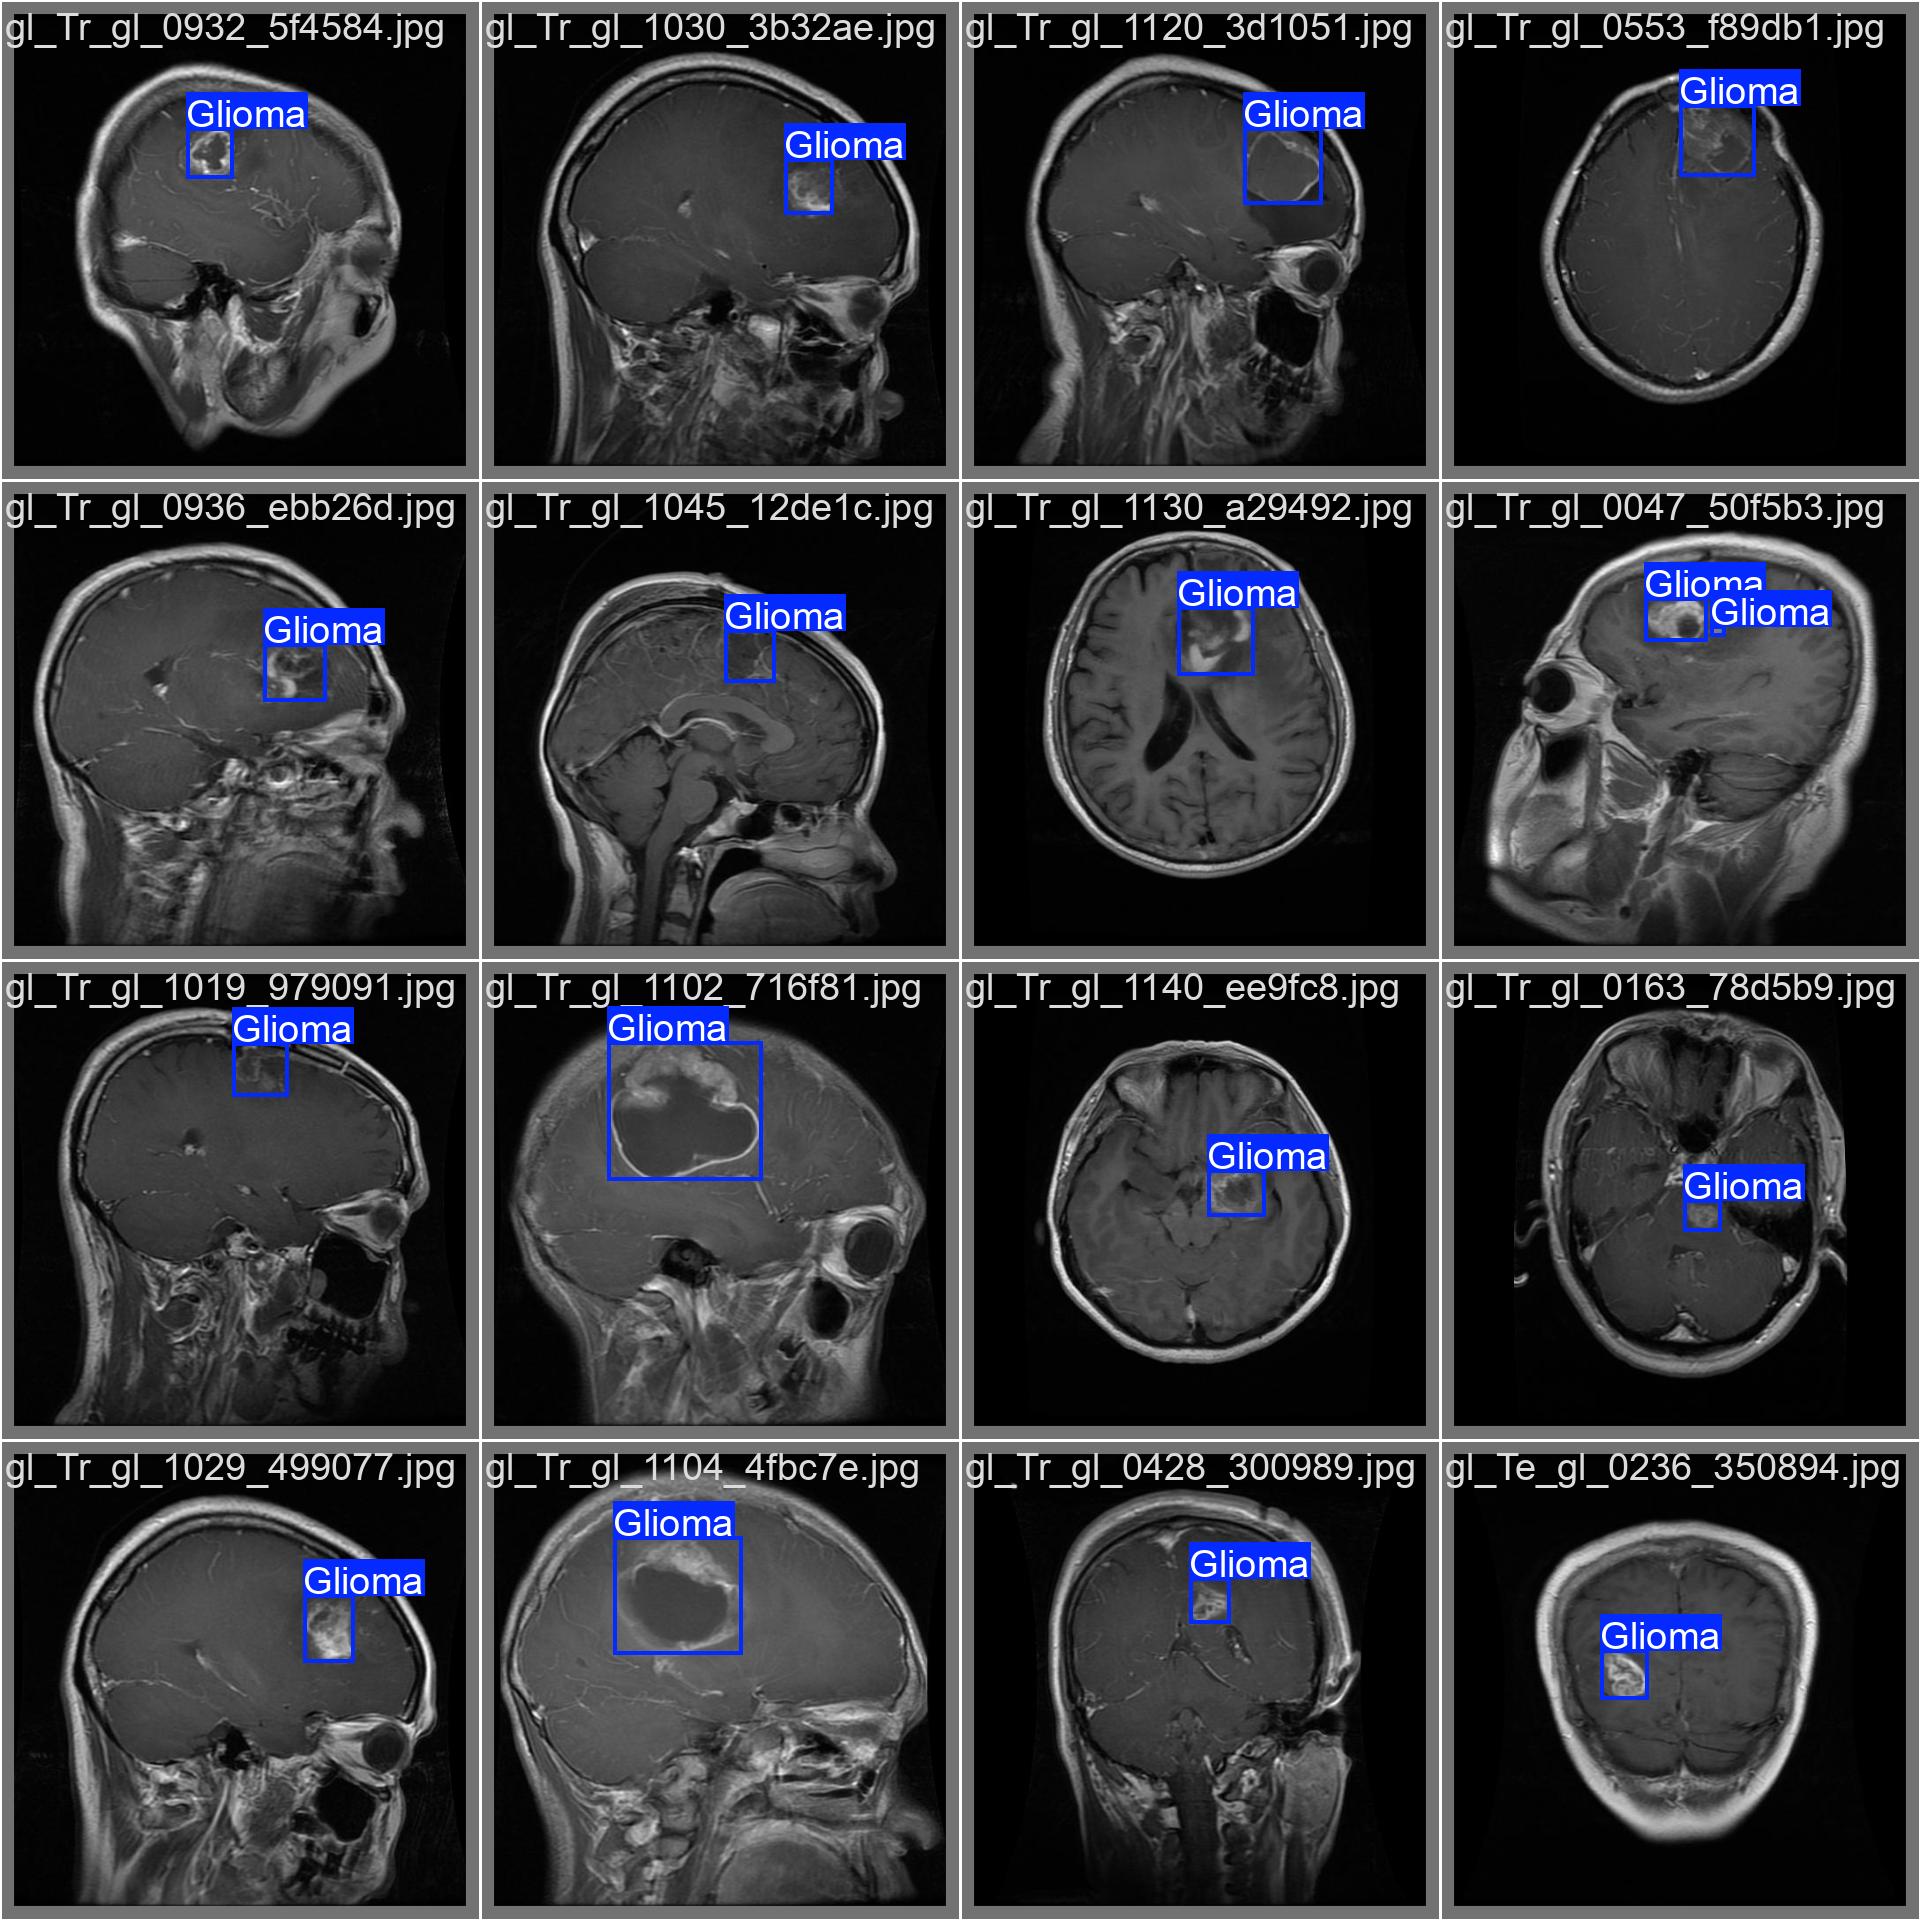 gl_Tr_gl_0932_5f4584.jpg
Glioma
gl_Tr_gl_1030_3b32ae.jpg
Glioma
gl_Tr_gl_1120_3d1051.jpg
Glioma
gl_Tr_gl_0553_f89db1.jpg
Glioma
gl_Tr_gl_0936_ebb26d.jpg
Glioma
gl_Tr_gl_1045_12de1c.jpg
Glioma
gl_Tr_gl_1130_a29492.jpg
Glioma
gl_Tr_gl_0047_50f5b3.jpg
Glioma
Glioma
gl_Tr_gl_1019_979091.jpg
Glioma
gl_Tr_gl_1102_716f81.jpg
Glioma
gl_Tr_gl_1140_ee9fc8.jpg
Glioma
gl_Tr_gl_0163_78d5b9.jpg
Glioma
gl_Tr_gl_1029_499077.jpg
Glioma
gl_Tr_gl_1104_4fbc7e.jpg
Glioma
gl_Tr_gl_0428_300989.jpg
Glioma
gl_Te_gl_0236_350894.jpg
Glioma